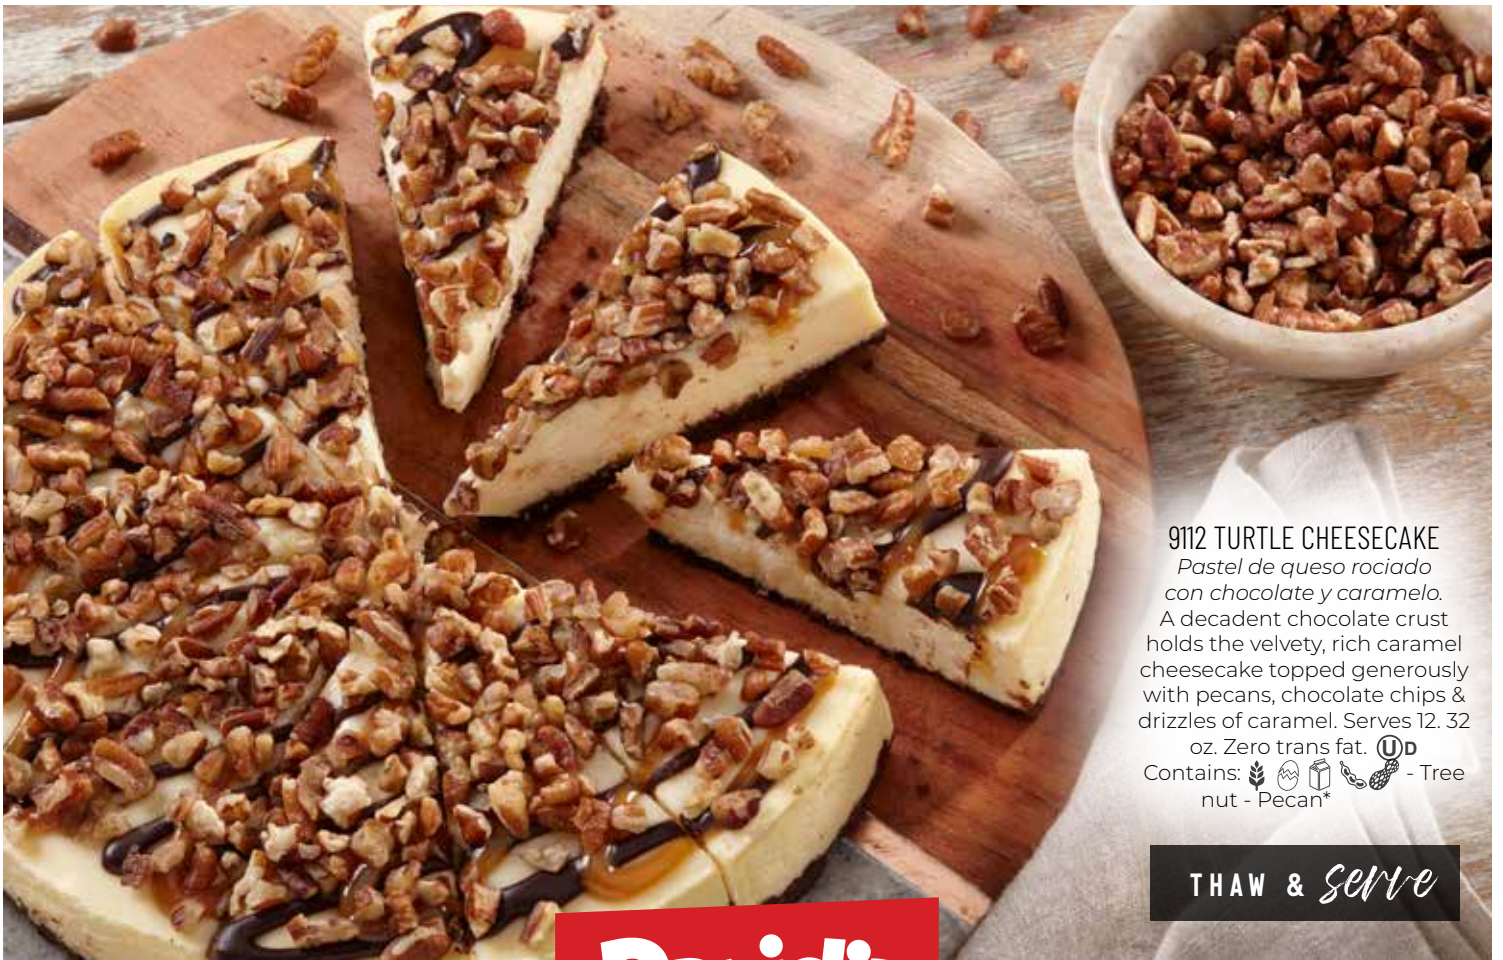 9112 TURTLE CHEESECAKE
Pastel de queso rociado
con chocolate y caramelo.
A decadent chocolate crust
holds the velvety, rich caramel
cheesecake topped generously
with pecans, chocolate chips &
drizzles of caramel. Serves 12. 32
oz. Zero trans fat. Ⓤ D
Contains: - Tree
nut - Pecan*
THAW & serve